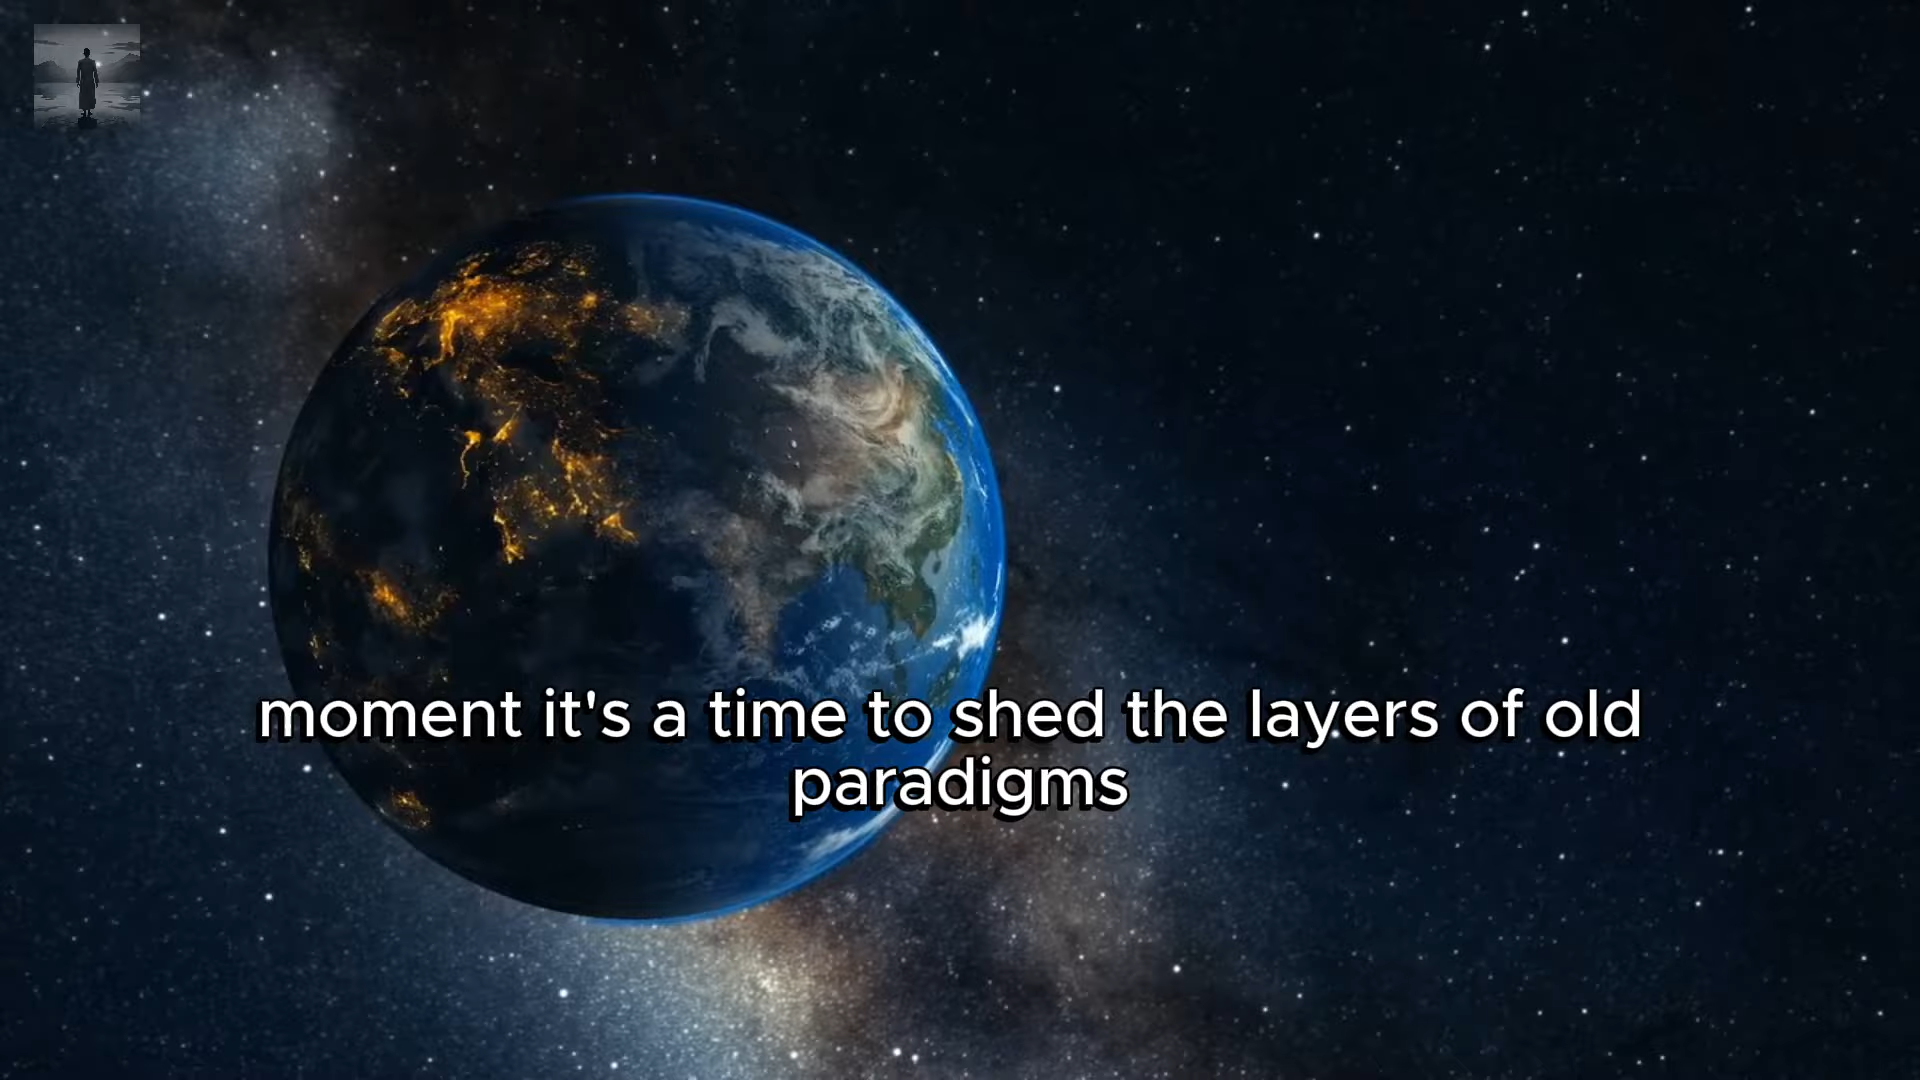 moment it's a time to shed the layers of old
paradigms